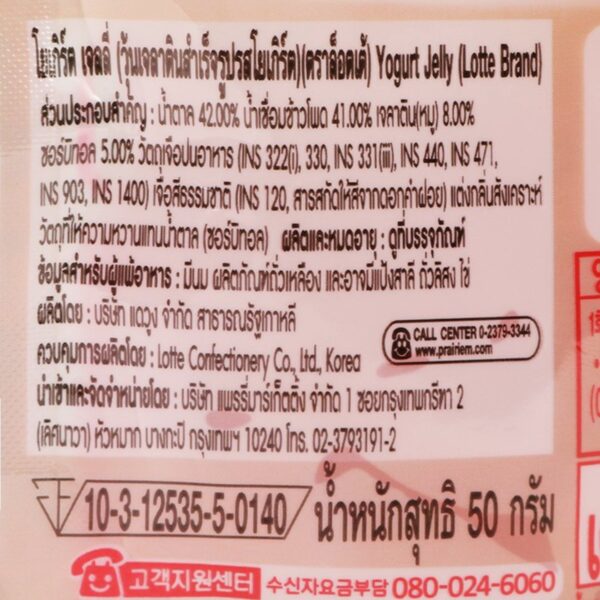 โยเกิร์ต เจลลี่ (วุ้นเจลาตินสำเร็จรูปรสโยเกิร์ต)(ตราล็อตเต้) Yogurt Jelly (Lotte Brand)
ส่วนประกอบสำคัญ : น้ำตาล 42.00% น้ำเชื่อมข้าวโพด 41.00% เจลาติน(หมู) 8.00%
ซอร์บิทอล 5.00% วัตถุเจือปนอาหาร (INS 322(i), 330, INS 331(iii), INS 440, INS 471,
INS 903, INS 1400) เจือสีธรรมชาติ (INS 120, สารสกัดให้สีจากดอกคำฝอย) แต่งกลิ่นสังเคราะห์
วัตถุที่ให้ความหวานแทนน้ำตาล (ซอร์บิทอล) ผลิตและหมดอายุ : ดูที่บรรจุภัณฑ์
ข้อมูลสำหรับผู้แพ้อาหาร : มีนม ผลิตภัณฑ์ถั่วเหลือง และอาจมีแป้งสาลี ถั่วลิสง ไข่
ผลิตโดย : บริษัท แดวูง จำกัด สาธารณรัฐเกาหลี
CALL CENTER 0-2379-3344
www.prairiem.com
ควบคุมการผลิตโดย : Lotte Confectionery Co., Ltd., Korea
นำเข้าและจัดจำหน่ายโดย : บริษัท แพรรี่มาร์เก็ตติ้ง จำกัด 1 ซอยกรุงเทพกรีฑา 2
(เลิศนาวา) หัวหมาก บางกะปิ กรุงเทพฯ 10240 โทร. 02-3793191-2
10-3-12535-5-0140 น้ำหนักสุทธิ 50 กรัม
고객지원센터 수신자요금부담 080-024-6060